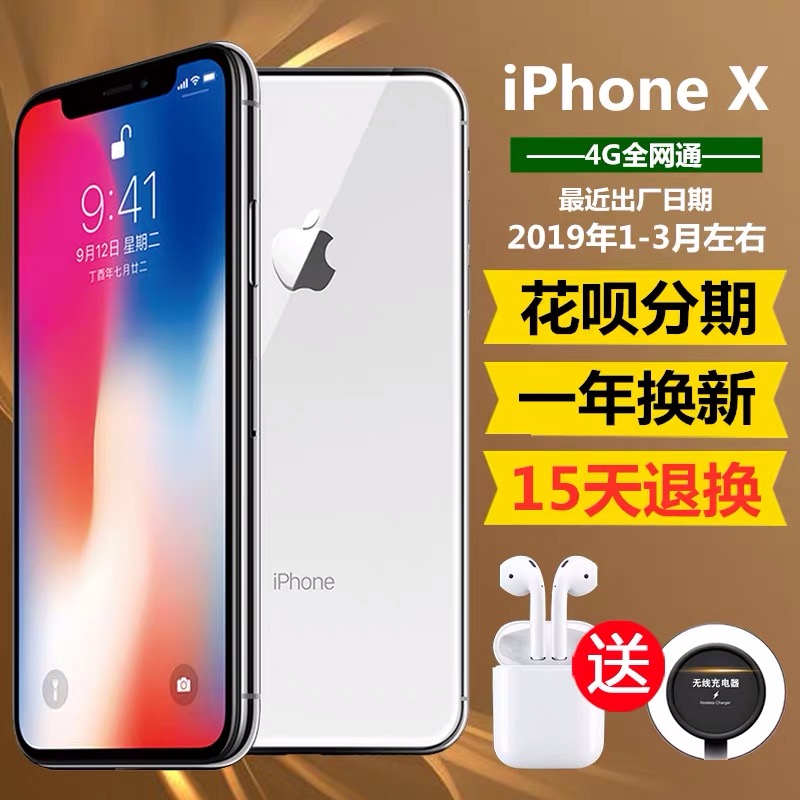 iPhone X
4G全网通
最近出厂日期
2019年1-3月左右
9:41
9月12日 星期二
丁酉年七月廿二
花呗分期
一年换新
15天退换
iPhone
送
无线充电器
Wireless Charger